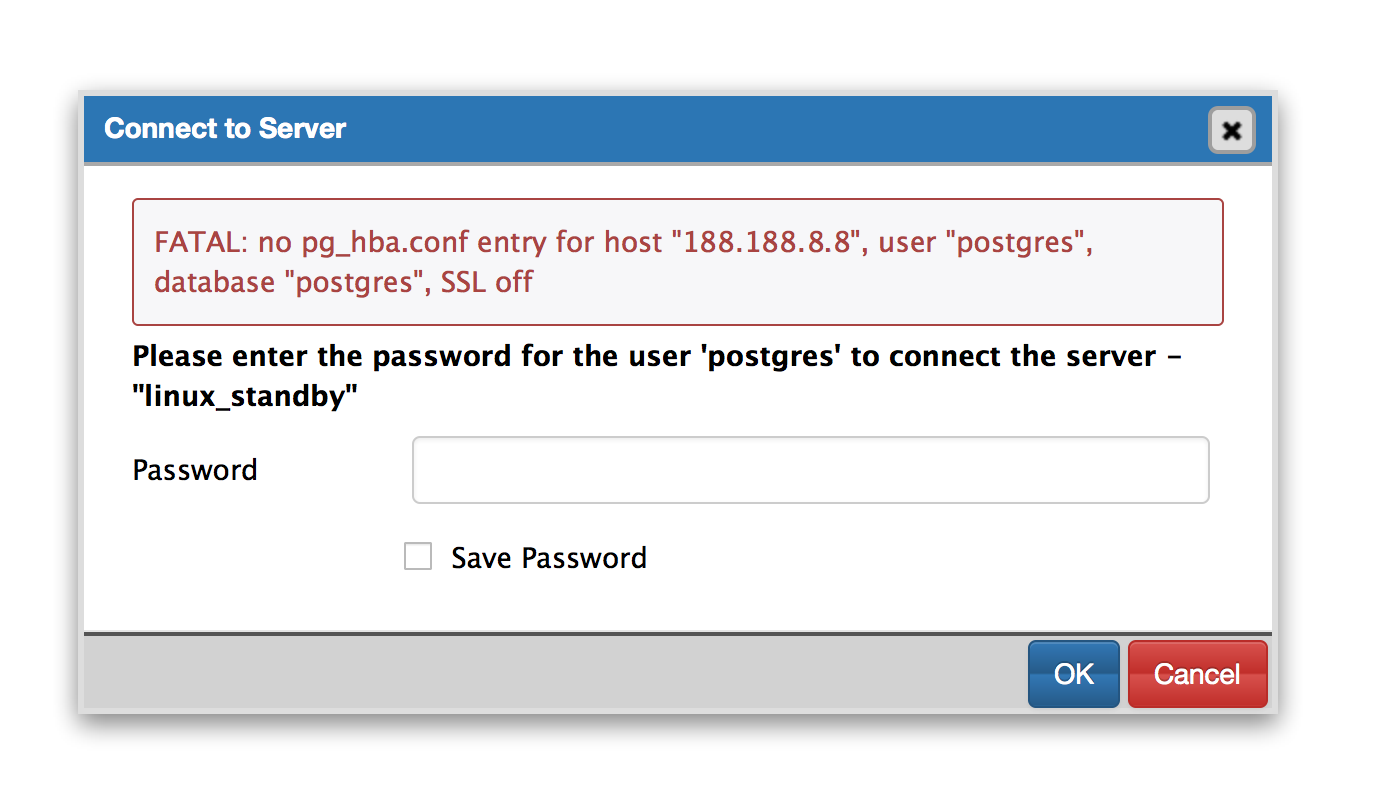 Connect to Server
FATAL: no pg_hba.conf entry for host "188.188.8.8", user "postgres",
database "postgres", SSL off
Please enter the password for the user 'postgres' to connect the server –
"linux_standby"
Password
Save Password
OK
Cancel